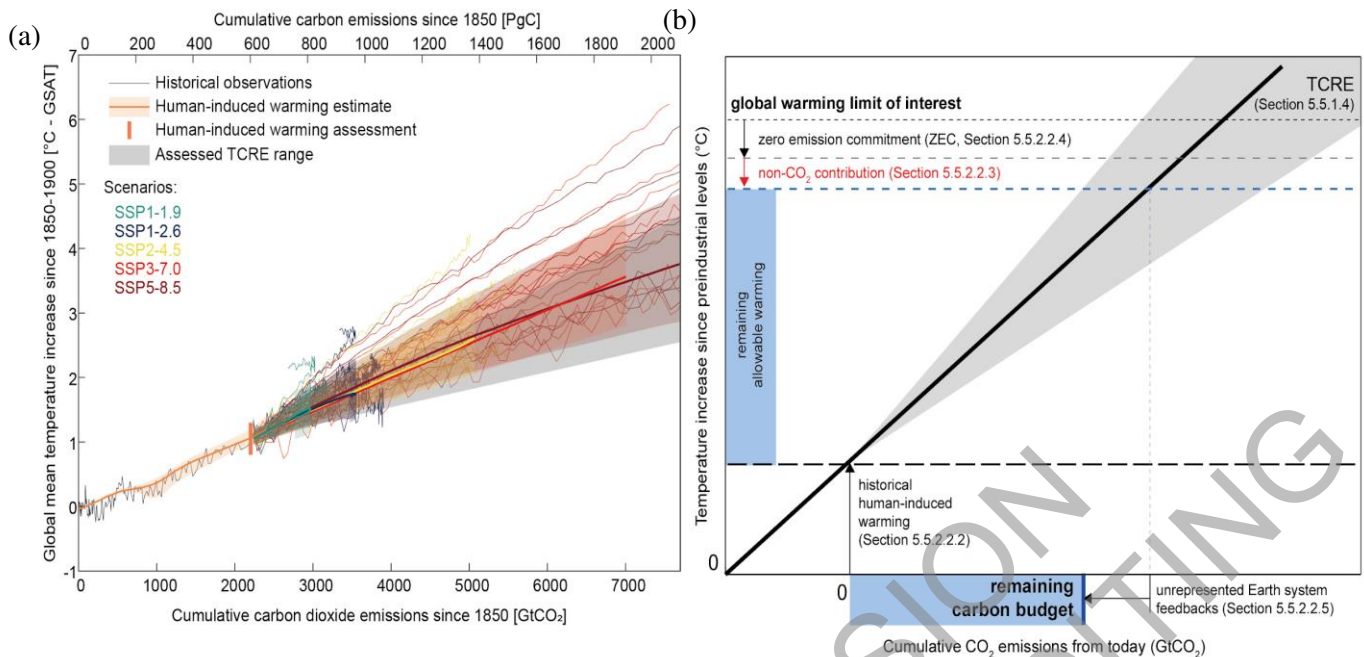 (a)
Cumulative carbon emissions since 1850 [PgC]
0 200 400 600 800 1000 1200 1400 1600 1800 2000
7
6
5
4
3
2
1
0
-1
Global mean temperature increase since 1850-1900 [°C - GSAT]
Historical observations
Human-induced warming estimate
Human-induced warming assessment
Assessed TCRE range
Scenarios:
SSP1-1.9
SSP1-2.6
SSP2-4.5
SSP3-7.0
SSP5-8.5
0 1000 2000 3000 4000 5000 6000 7000
Cumulative carbon dioxide emissions since 1850 [GtCO₂]
(b)
Temperature increase since preindustrial levels (°C)
TCRE
(Section 5.5.1.4)
global warming limit of interest
zero emission commitment (ZEC, Section 5.5.2.2.4)
non-CO₂ contribution (Section 5.5.2.2.3)
remaining
allowable warming
historical
human-induced
warming
(Section 5.5.2.2.2)
0
0
remaining
carbon budget
unrepresented Earth system
feedbacks (Section 5.5.2.2.5)
Cumulative CO₂ emissions from today (GtCO₂)
SION
DITING